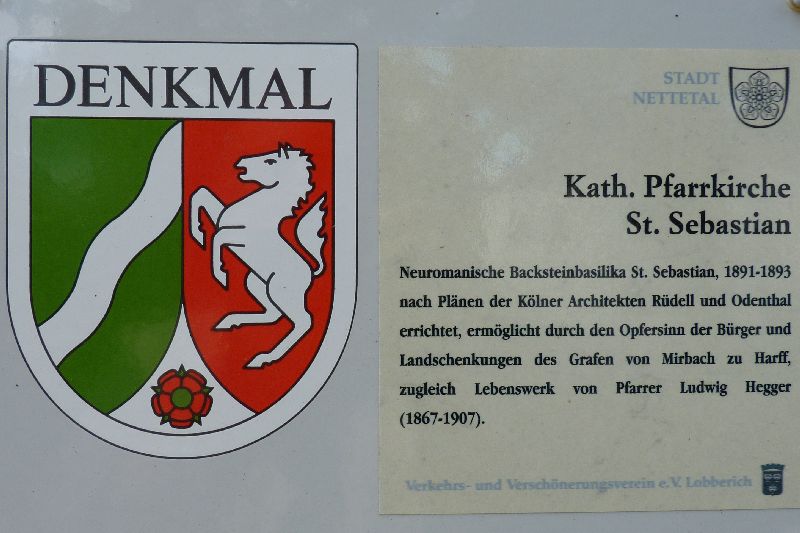 DENKMAL
STADT
NETTETAL
Kath. Pfarrkirche
St. Sebastian
Neuromanische Backsteinbasilika St. Sebastian, 1891-1893
nach Plänen der Kölner Architekten Rüdell und Odenthal
errichtet, ermöglicht durch den Opfersinn der Bürger und
Landschenkungen des Grafen von Mirbach zu Harff,
zugleich Lebenswerk von Pfarrer Ludwig Hegger
(1867-1907).
Verkehrs- und Verschönerungsverein e.V. Lobberich